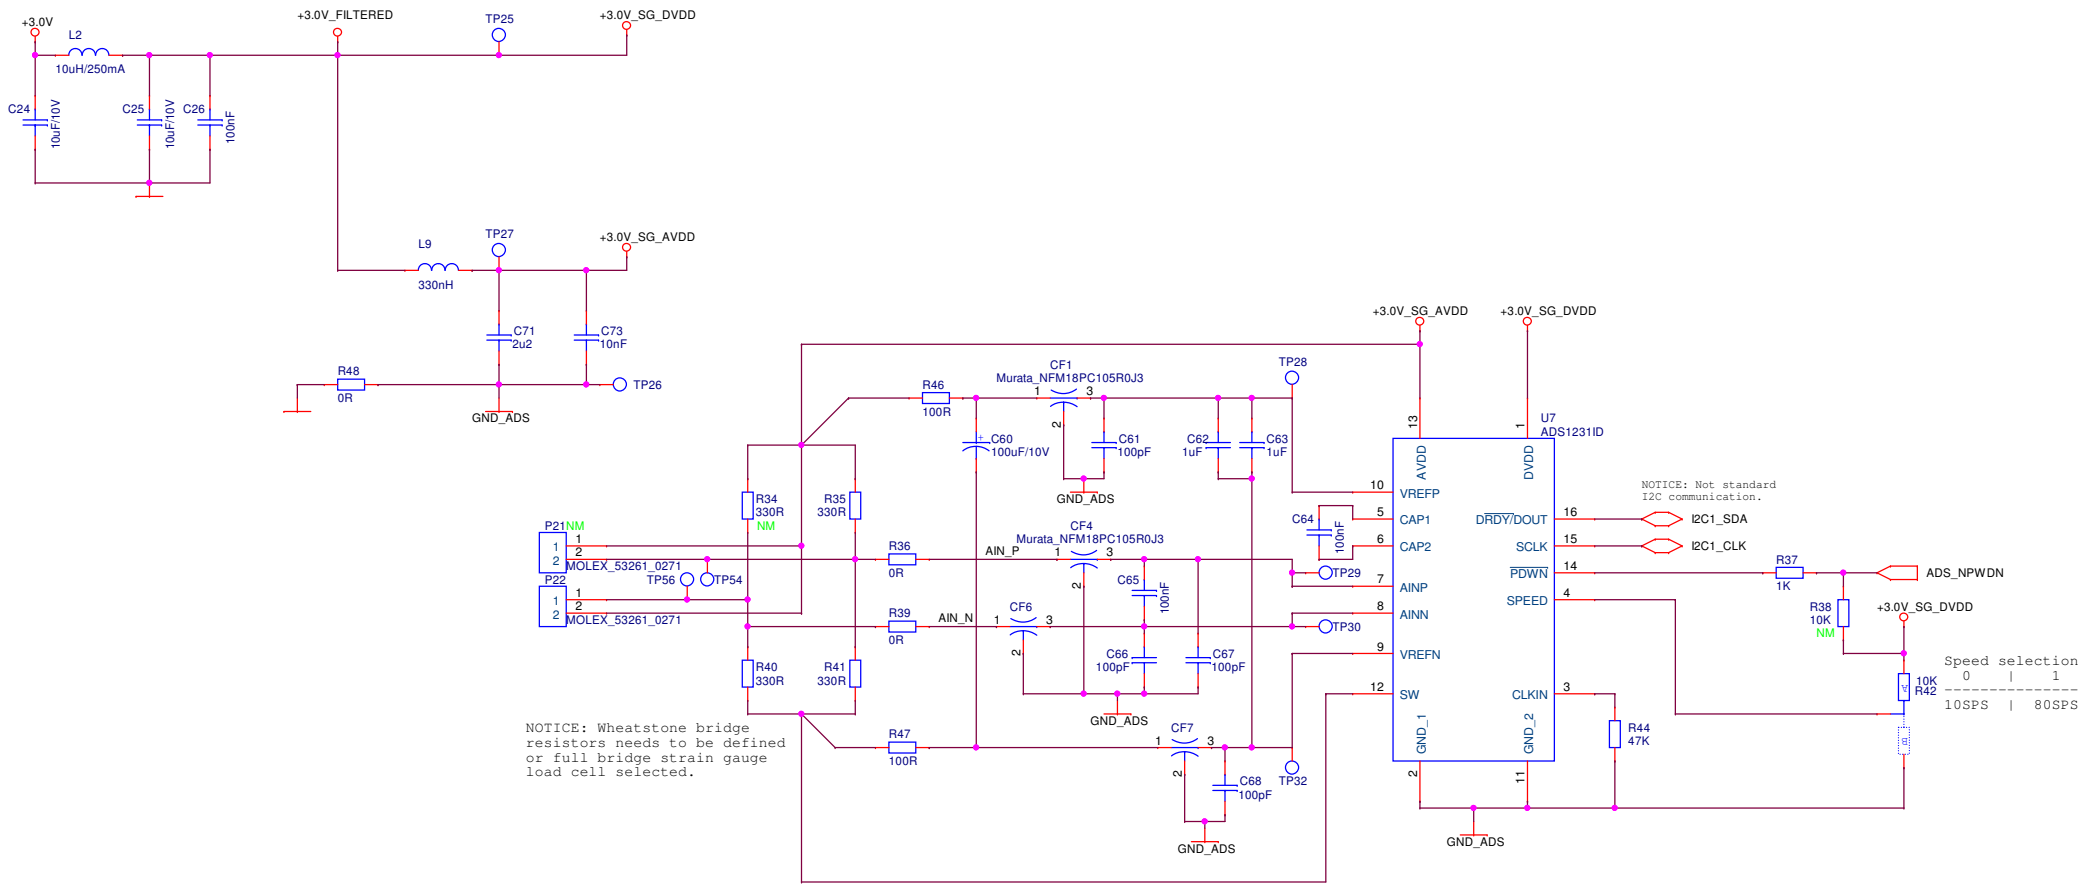 +3.0V
+3.0V_FILTERED
TP25
+3.0V_SG_DVDD
L2
10uH/250mA
C24
10uF/10V
C25
10uF/10V
C26
100nF
TP27
+3.0V_SG_AVDD
L9
330nH
C71
2u2
C73
10nF
R48
0R
TP26
GND_ADS
+3.0V_SG_AVDD
+3.0V_SG_DVDD
CF1
Murata_NFM18PC105R0J3
TP28
R46
100R
1
3
2
C60
+
100uF/10V
C61
100pF
C62
1uF
C63
1uF
GND_ADS
U7
ADS1231ID
13
1
AVDD
DVDD
10
VREFP
5
CAP1
6
CAP2
7
AINP
8
AINN
9
VREFN
12
SW
GND_1
2
GND_2
11
DRDY/DOUT
16
SCLK
15
PDWN
14
SPEED
4
CLKIN
3
NOTICE: Not standard
I2C communication.
I2C1_SDA
I2C1_CLK
R37
1K
ADS_NPWDN
R38
10K
NM
+3.0V_SG_DVDD
10K
R42
Speed selection
0 | 1
---------------
10SPS | 80SPS
R44
47K
GND_ADS
R34
330R
NM
R35
330R
P21
NM
1
2
1
2
MOLEX_53261_0271
P22
1
2
1
2
MOLEX_53261_0271
TP56
TP54
R36
0R
AIN_P
CF4
Murata_NFM18PC105R0J3
1
3
2
C64
100nF
TP29
C65
100nF
R39
0R
AIN_N
CF6
1
3
2
TP30
C66
100pF
C67
100pF
GND_ADS
R40
330R
R41
330R
R47
100R
CF7
1
3
2
C68
100pF
TP32
GND_ADS
NOTICE: Wheatstone bridge
resistors needs to be defined
or full bridge strain gauge
load cell selected.